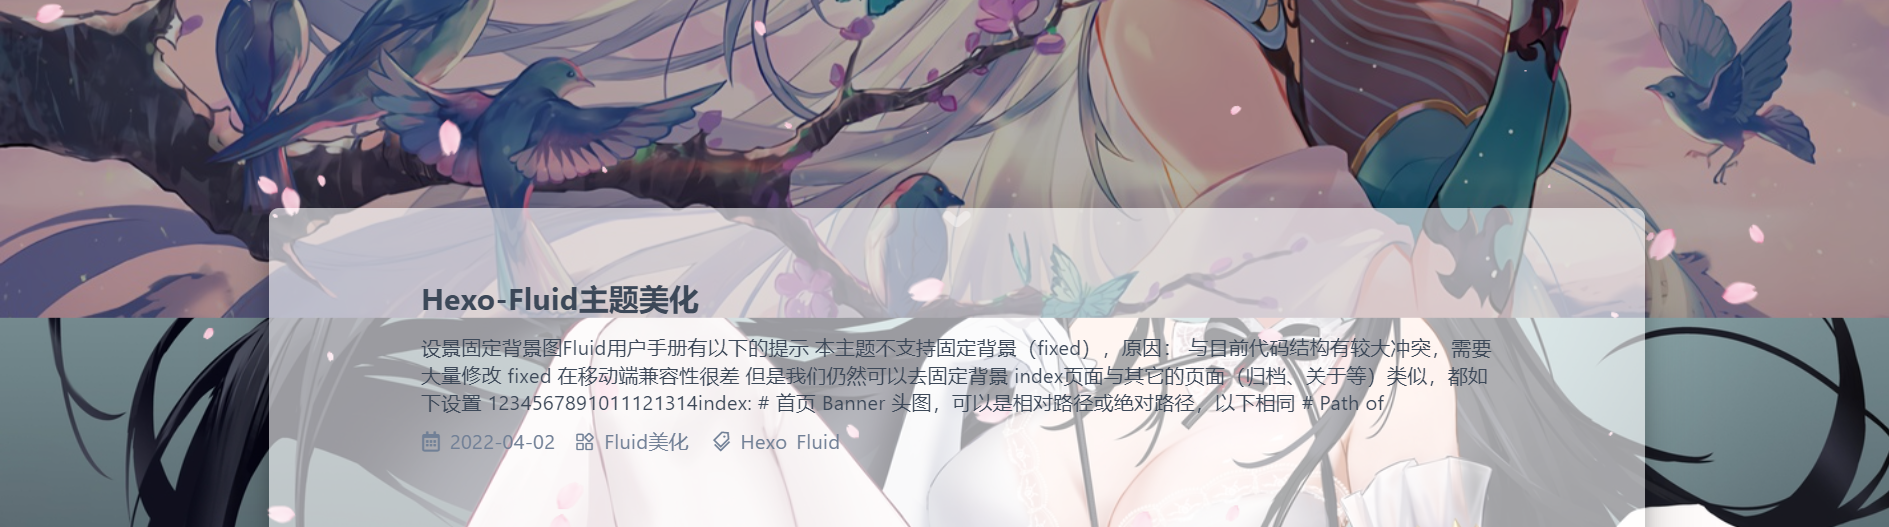 Hexo-Fluid主题美化
设景固定背景图Fluid用户手册有以下的提示 本主题不支持固定背景（fixed），原因： 与目前代码结构有较大冲突，需要
大量修改 fixed 在移动端兼容性很差 但是我们仍然可以去固定背景 index页面与其它的页面（归档、关于等）类似，都如
下设置 1234567891011121314index: # 首页 Banner 头图，可以是相对路径或绝对路径，以下相同 # Path of
2022-04-02 Fluid美化 Hexo Fluid